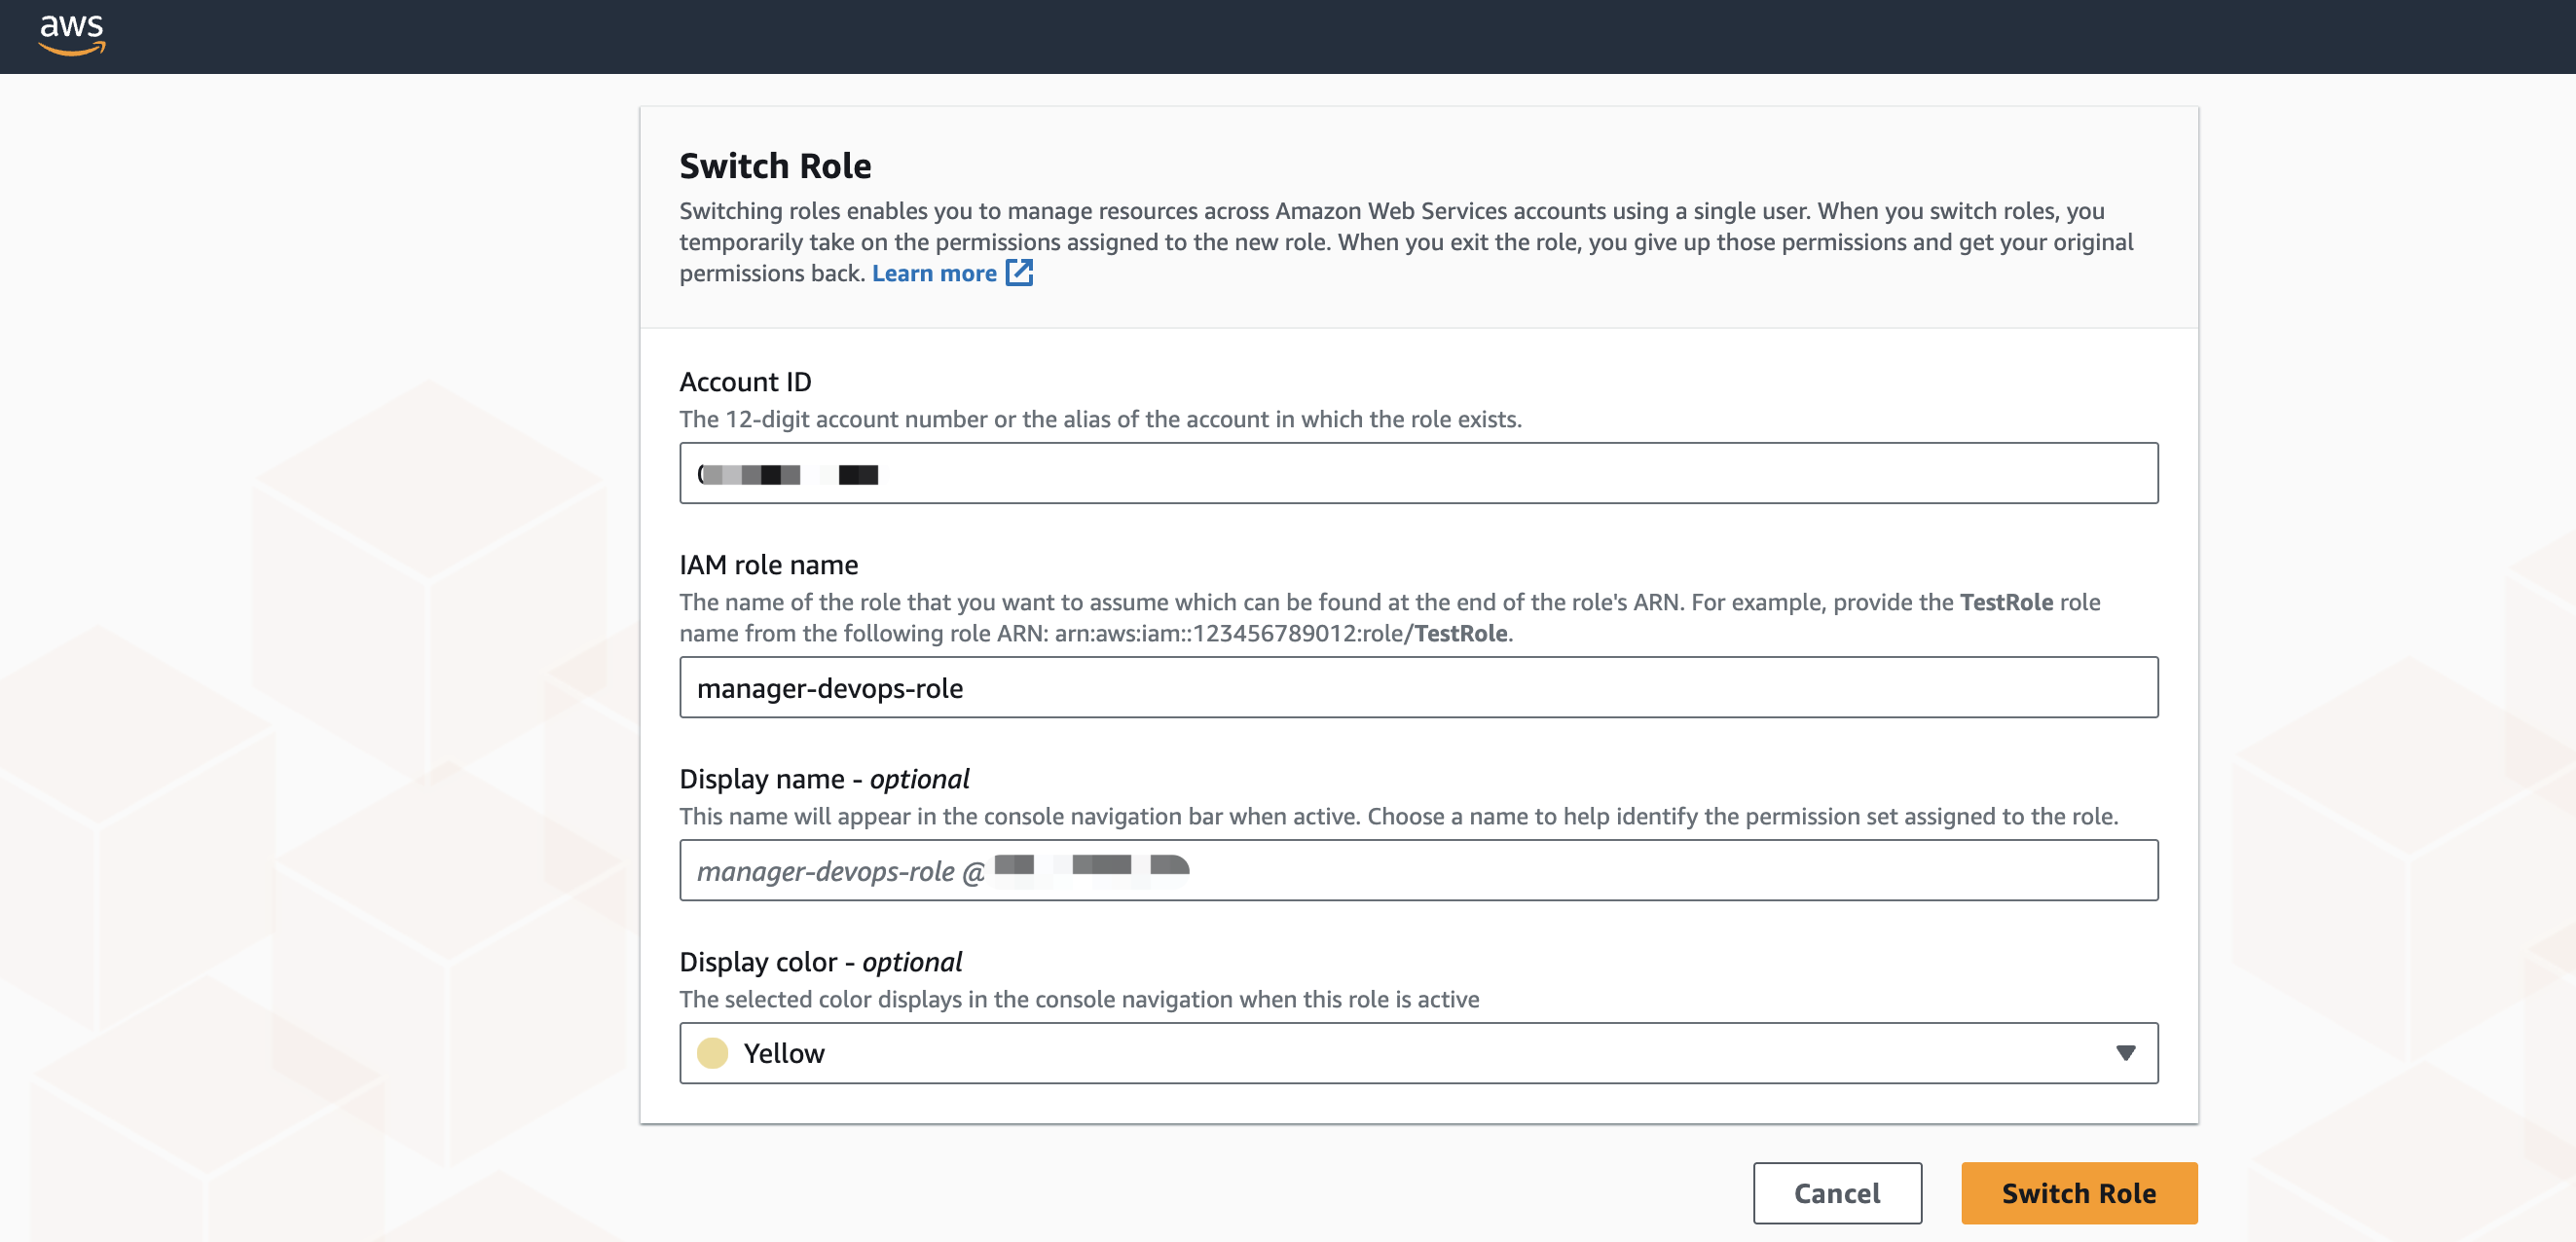 aws
Switch Role
Switching roles enables you to manage resources across Amazon Web Services accounts using a single user. When you switch roles, you
temporarily take on the permissions assigned to the new role. When you exit the role, you give up those permissions and get your original
permissions back. Learn more
Account ID
The 12-digit account number or the alias of the account in which the role exists.
IAM role name
The name of the role that you want to assume which can be found at the end of the role's ARN. For example, provide the TestRole role
name from the following role ARN: arn:aws:iam::123456789012:role/TestRole.
manager-devops-role
Display name - optional
This name will appear in the console navigation bar when active. Choose a name to help identify the permission set assigned to the role.
manager-devops-role @
Display color - optional
The selected color displays in the console navigation when this role is active
Yellow
Cancel
Switch Role